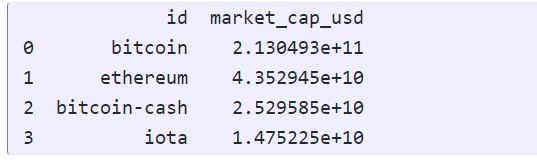 id market_cap_usd
0 bitcoin 2.130493e+11
1 ethereum 4.352945e+10
2 bitcoin-cash 2.529585e+10
3 iota 1.475225e+10